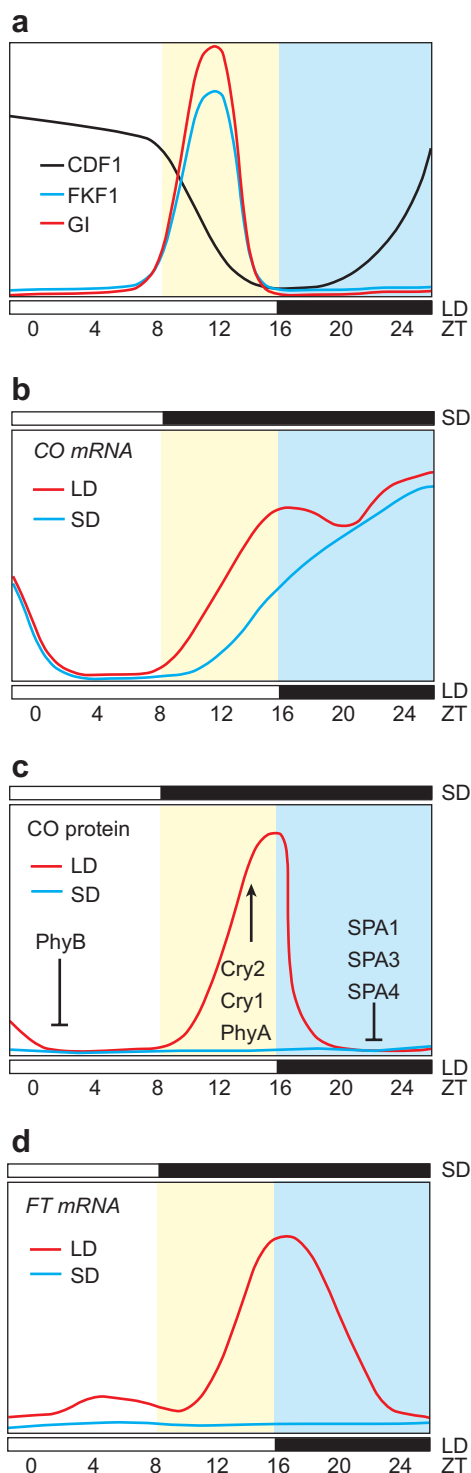 a
CDF1
FKF1
GI
LD
0 4 8 12 16 20 24 ZT
b
SD
CO mRNA
LD
SD
LD
0 4 8 12 16 20 24 ZT
c
SD
CO protein
LD
SD
PhyB
Cry2
Cry1
PhyA
SPA1
SPA3
SPA4
LD
0 4 8 12 16 20 24 ZT
d
SD
FT mRNA
LD
SD
LD
0 4 8 12 16 20 24 ZT